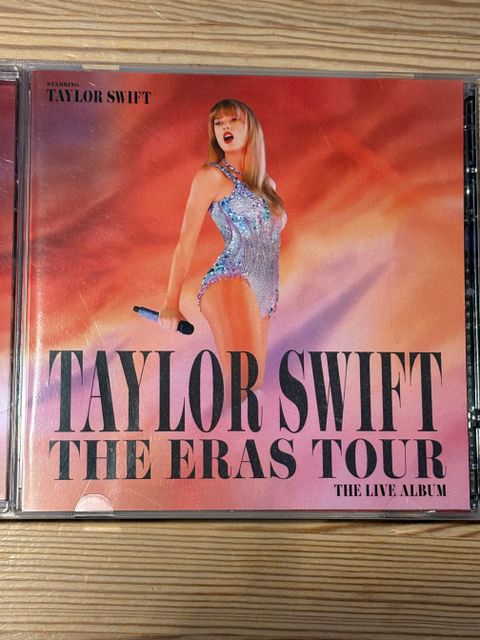 STARRING
TAYLOR SWIFT
TAYLOR SWIFT
THE ERAS TOUR
THE LIVE ALBUM